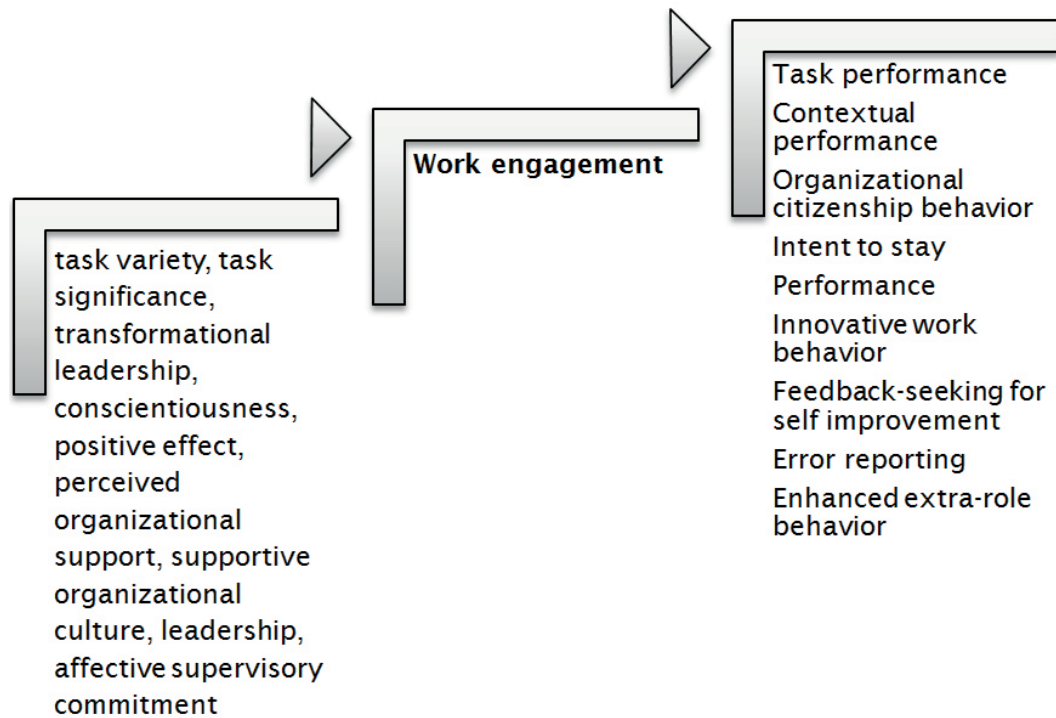 task variety, task
significance,
transformational
leadership,
conscientiousness,
positive effect,
perceived
organizational
support, supportive
organizational
culture, leadership,
affective supervisory
commitment
Work engagement
Task performance
Contextual
performance
Organizational
citizenship behavior
Intent to stay
Performance
Innovative work
behavior
Feedback-seeking for
self improvement
Error reporting
Enhanced extra-role
behavior